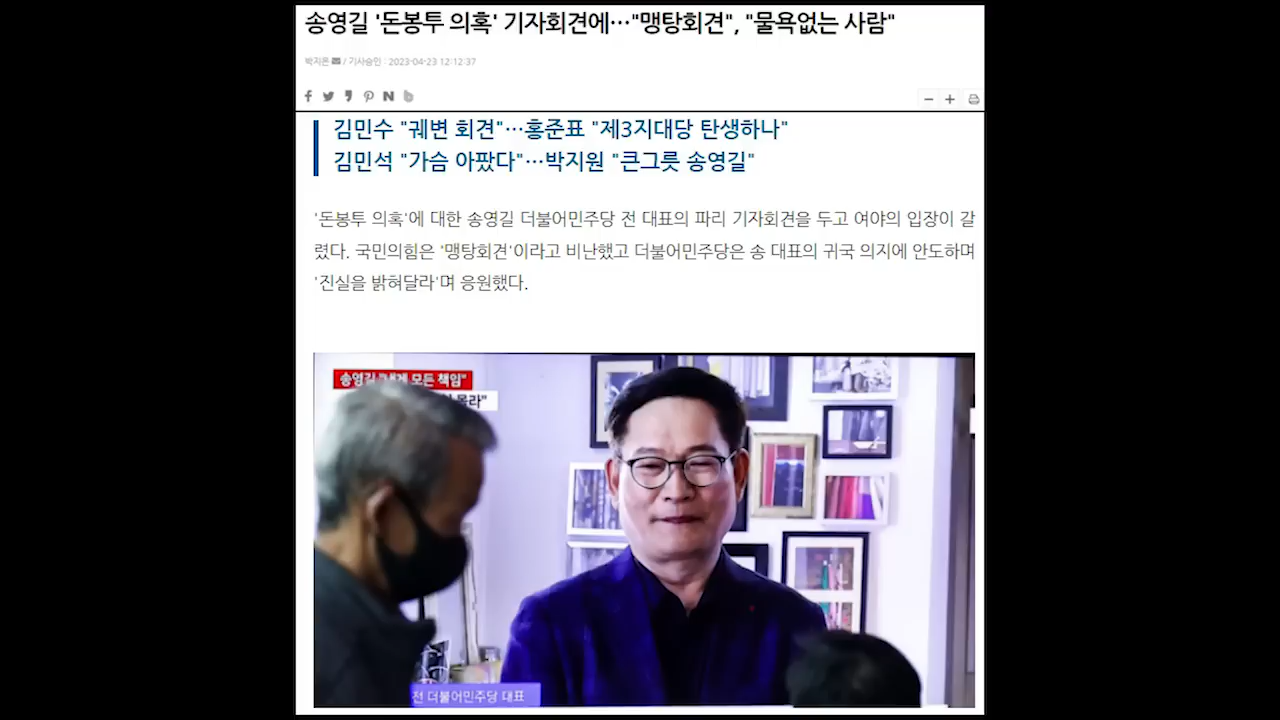 송영길 '돈봉투 의혹' 기자회견에…"맹탕회견", "물욕없는 사람"
박지은 / 기사승인 : 2023-04-23 12:12:37
김민수 "궤변 회견"…홍준표 "제3지대당 탄생하나"
김민석 "가슴 아팠다"…박지원 "큰그릇 송영길"
'돈봉투 의혹'에 대한 송영길 더불어민주당 전 대표의 파리 기자회견을 두고 여야의 입장이 갈
렸다. 국민의힘은 '맹탕회견'이라고 비난했고 더불어민주당은 송 대표의 귀국 의지에 안도하며
'진실을 밝혀달라'며 응원했다.
송영길 모든 책임"
몰라"
전 더불어민주당 대표